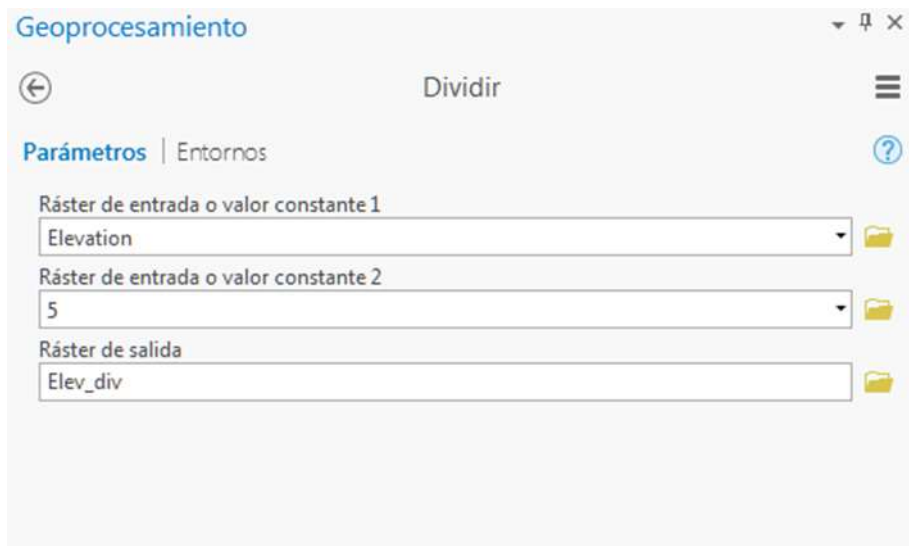 Geoprocesamiento
Dividir
Parámetros | Entornos
Ráster de entrada o valor constante 1
Elevation
Ráster de entrada o valor constante 2
5
Ráster de salida
Elev_div